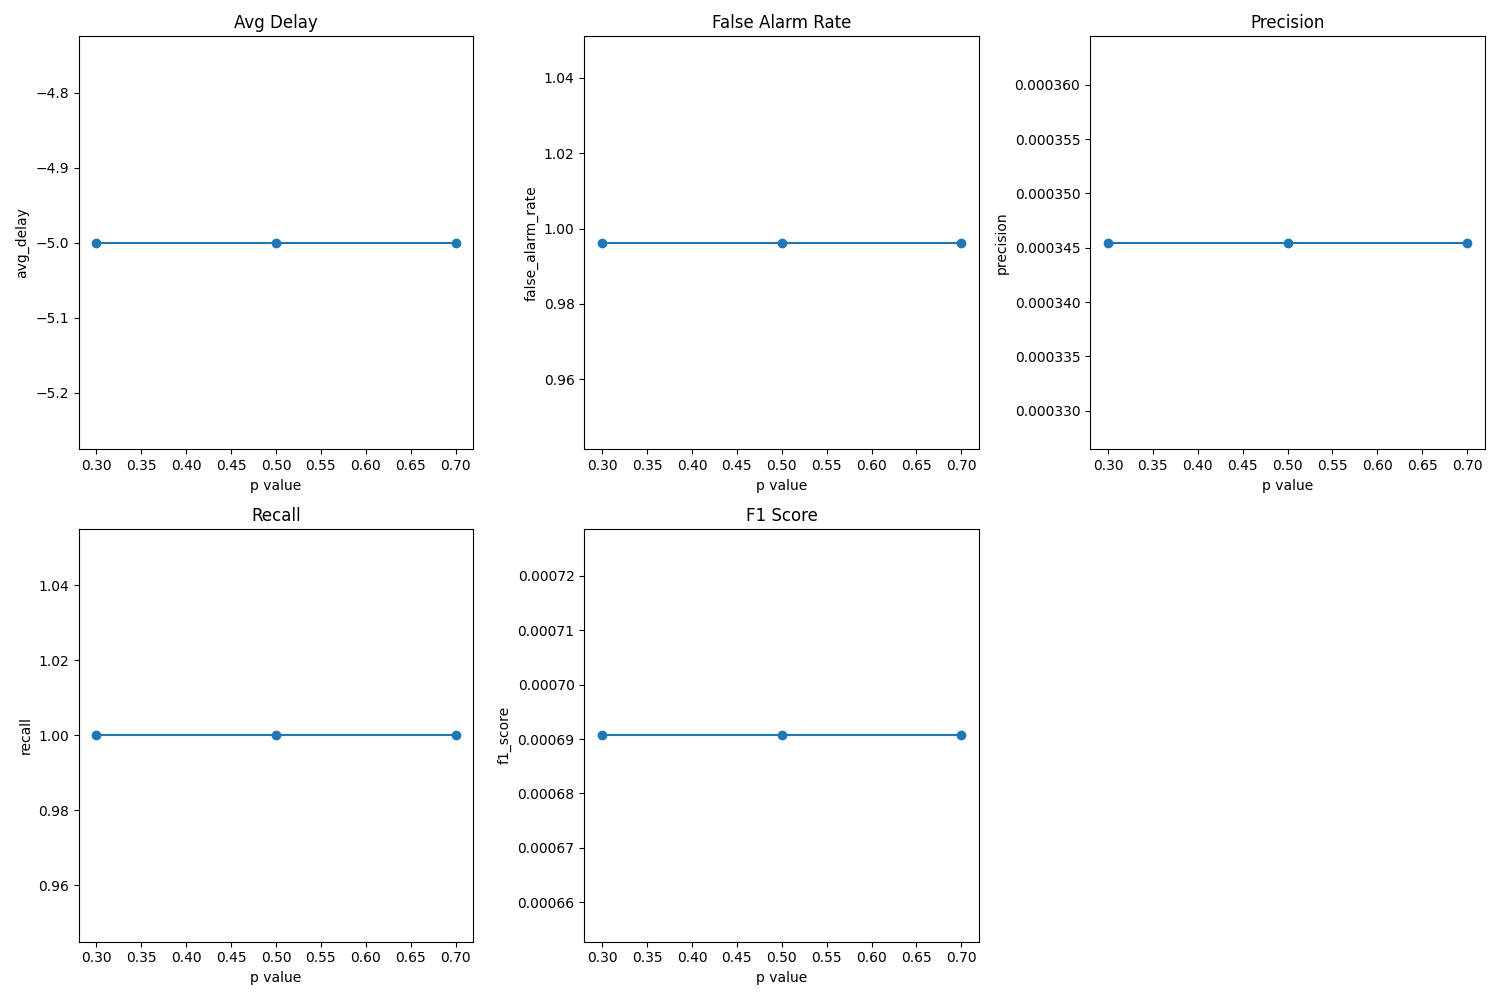 Avg Delay
avg_delay
−4.8
−4.9
−5.0
−5.1
−5.2
0.30 0.35 0.40 0.45 0.50 0.55 0.60 0.65 0.70
p value
False Alarm Rate
false_alarm_rate
1.04
1.02
1.00
0.98
0.96
0.30 0.35 0.40 0.45 0.50 0.55 0.60 0.65 0.70
p value
Precision
precision
0.000360
0.000355
0.000350
0.000345
0.000340
0.000335
0.000330
0.30 0.35 0.40 0.45 0.50 0.55 0.60 0.65 0.70
p value
Recall
recall
1.04
1.02
1.00
0.98
0.96
0.30 0.35 0.40 0.45 0.50 0.55 0.60 0.65 0.70
p value
F1 Score
f1_score
0.00072
0.00071
0.00070
0.00069
0.00068
0.00067
0.00066
0.30 0.35 0.40 0.45 0.50 0.55 0.60 0.65 0.70
p value